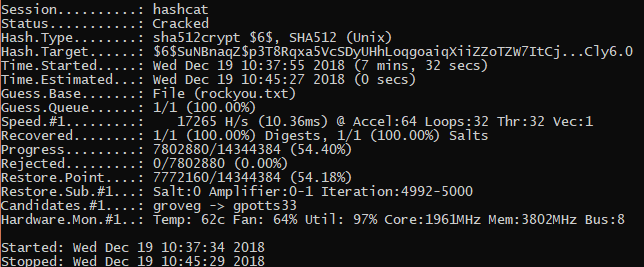 Session..........: hashcat
Status...........: Cracked
Hash.Type........: sha512crypt $6$, SHA512 (Unix)
Hash.Target......: $6$SuNBnaqZ$p3T8Rqxa5VcSDyUHhLoqgoaiqXiiZZoTZW7ItCj...Cly6.0
Time.Started.....: Wed Dec 19 10:37:55 2018 (7 mins, 32 secs)
Time.Estimated...: Wed Dec 19 10:45:27 2018 (0 secs)
Guess.Base.......: File (rockyou.txt)
Guess.Queue......: 1/1 (100.00%)
Speed.#1.........:    17265 H/s (10.36ms) @ Accel:64 Loops:32 Thr:32 Vec:1
Recovered........: 1/1 (100.00%) Digests, 1/1 (100.00%) Salts
Progress.........: 7802880/14344384 (54.40%)
Rejected.........: 0/7802880 (0.00%)
Restore.Point....: 7772160/14344384 (54.18%)
Restore.Sub.#1...: Salt:0 Amplifier:0-1 Iteration:4992-5000
Candidates.#1....: groveg -> gpotts33
Hardware.Mon.#1..: Temp: 62c Fan: 64% Util: 97% Core:1961MHz Mem:3802MHz Bus:8
Started: Wed Dec 19 10:37:34 2018
Stopped: Wed Dec 19 10:45:29 2018